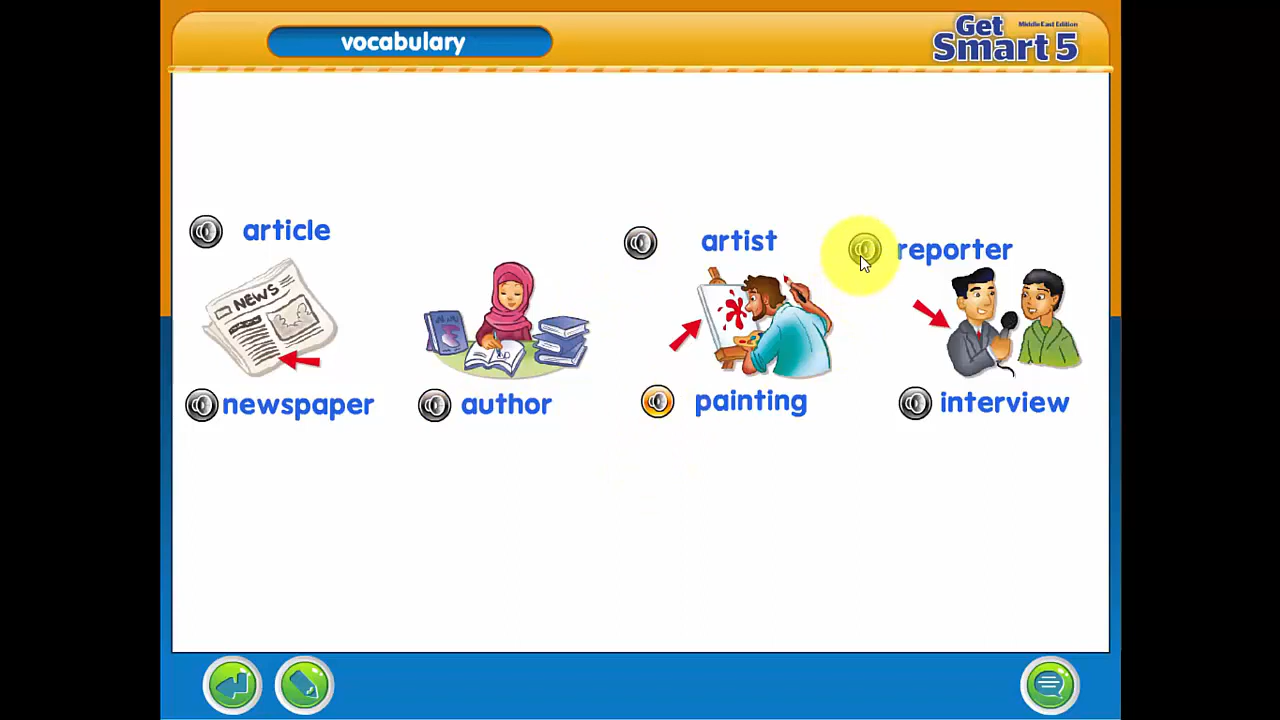 vocabulary
Get
Middle East Edition
Smart 5
article
artist
reporter
NEWS
newspaper
author
painting
interview